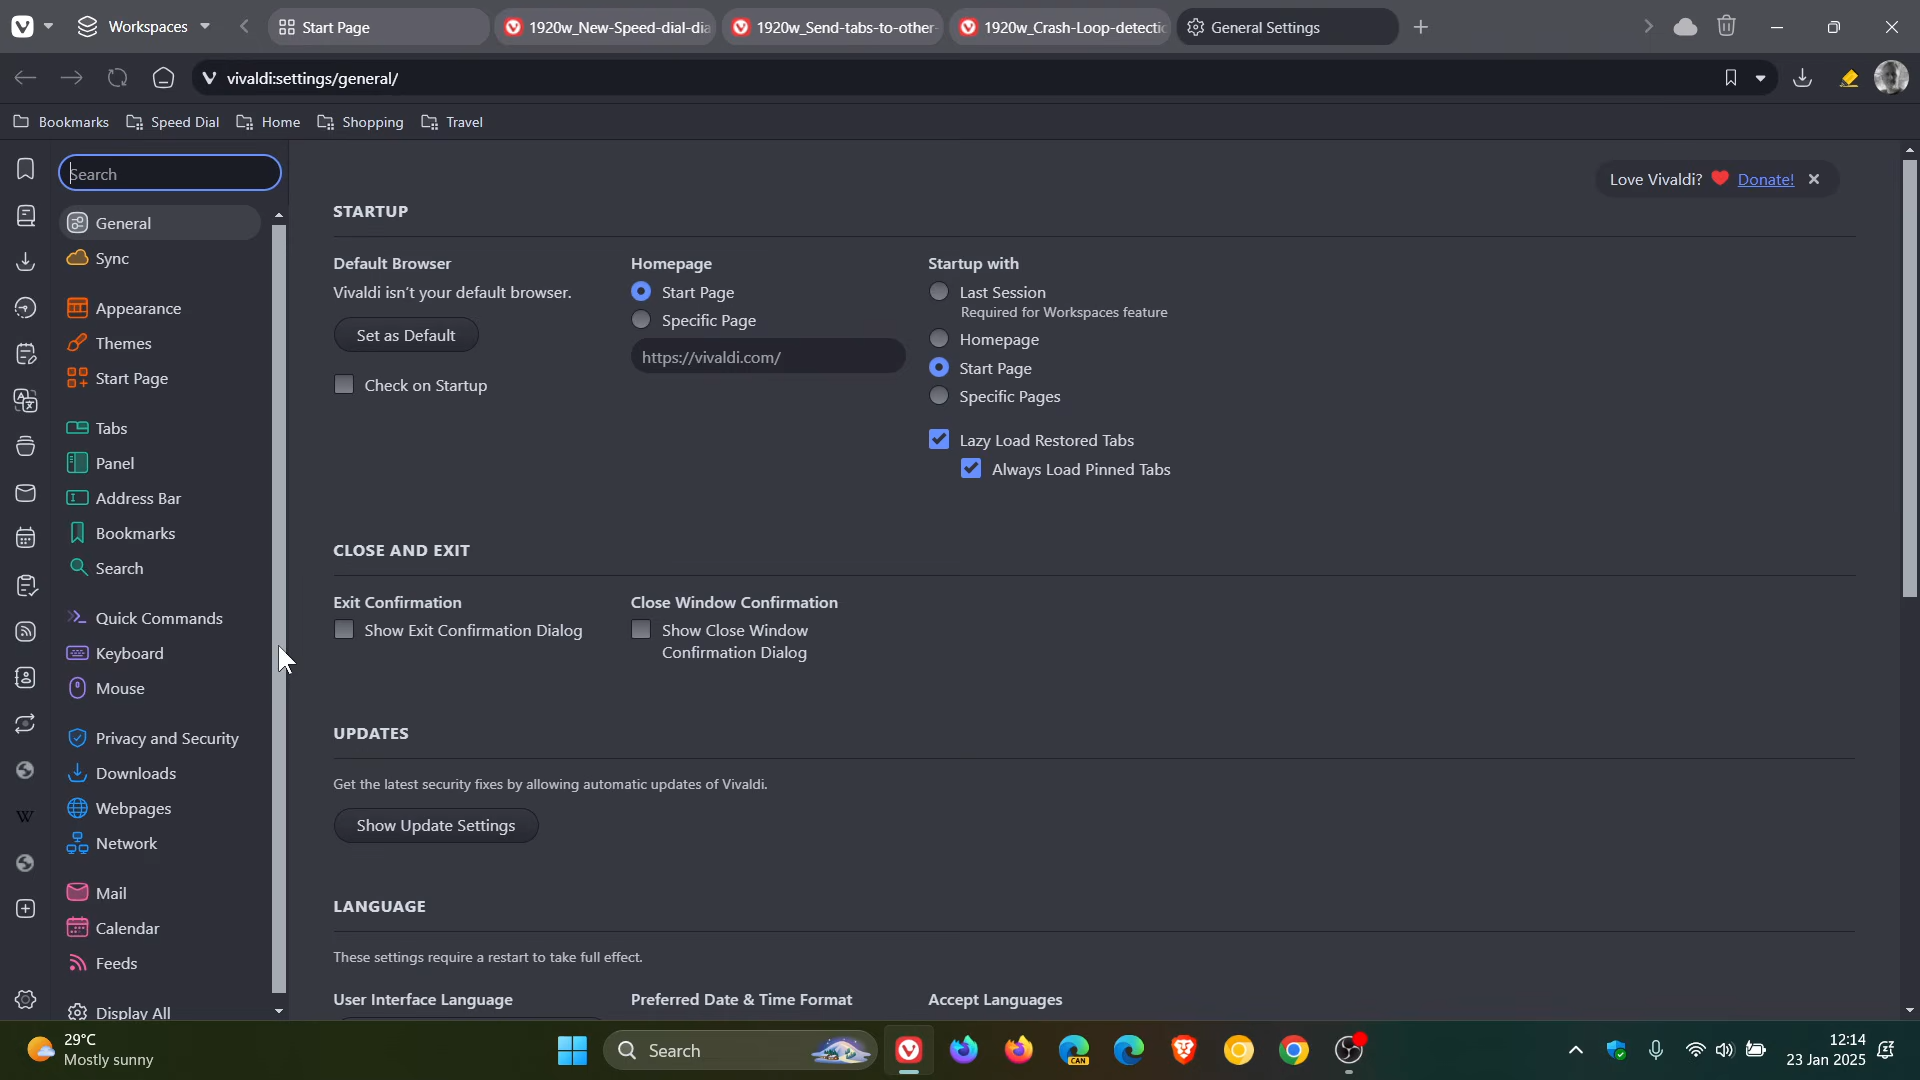 Workspaces
Start Page
1920w_New-Speed-dial-dia
1920w_Send-tabs-to-other-
1920w_Crash-Loop-detectic
General Settings
vivaldi:settings/general/
Bookmarks
Speed Dial
Home
Shopping
Travel
Search
General
Sync
Appearance
Themes
Start Page
Tabs
Panel
Address Bar
Bookmarks
Search
Quick Commands
Keyboard
Mouse
Privacy and Security
Downloads
Webpages
Network
Mail
Calendar
Feeds
Display All
W
Love Vivaldi? ❤ Donate!
STARTUP
Default Browser
Vivaldi isn't your default browser.
Set as Default
Check on Startup
Homepage
Start Page
Specific Page
https://vivaldi.com/
Startup with
Last Session
Required for Workspaces feature
Homepage
Start Page
Specific Pages
Lazy Load Restored Tabs
Always Load Pinned Tabs
CLOSE AND EXIT
Exit Confirmation
Show Exit Confirmation Dialog
Close Window Confirmation
Show Close Window
Confirmation Dialog
UPDATES
Get the latest security fixes by allowing automatic updates of Vivaldi.
Show Update Settings
LANGUAGE
These settings require a restart to take full effect.
User Interface Language
Preferred Date & Time Format
Accept Languages
29°C
Mostly sunny
Search
CAN
12:14
23 Jan 2025